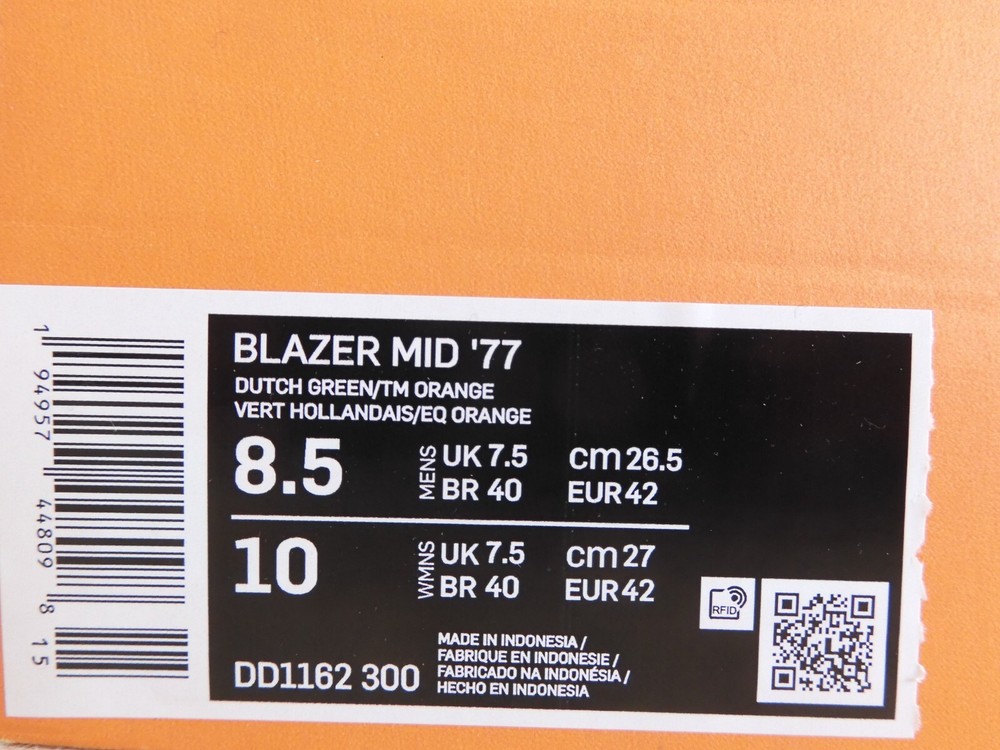 1 94957 44809 8 15
BLAZER MID '77
DUTCH GREEN/TM ORANGE
VERT HOLLANDAIS/EQ ORANGE
8.5
MENS
UK 7.5 cm 26.5
BR 40 EUR 42
10
WMNS
UK 7.5 cm 27
BR 40 EUR 42
RFID
DD1162 300
MADE IN INDONESIA /
FABRIQUE EN INDONESIE /
FABRICADO NA INDONÉSIA /
HECHO EN INDONESIA